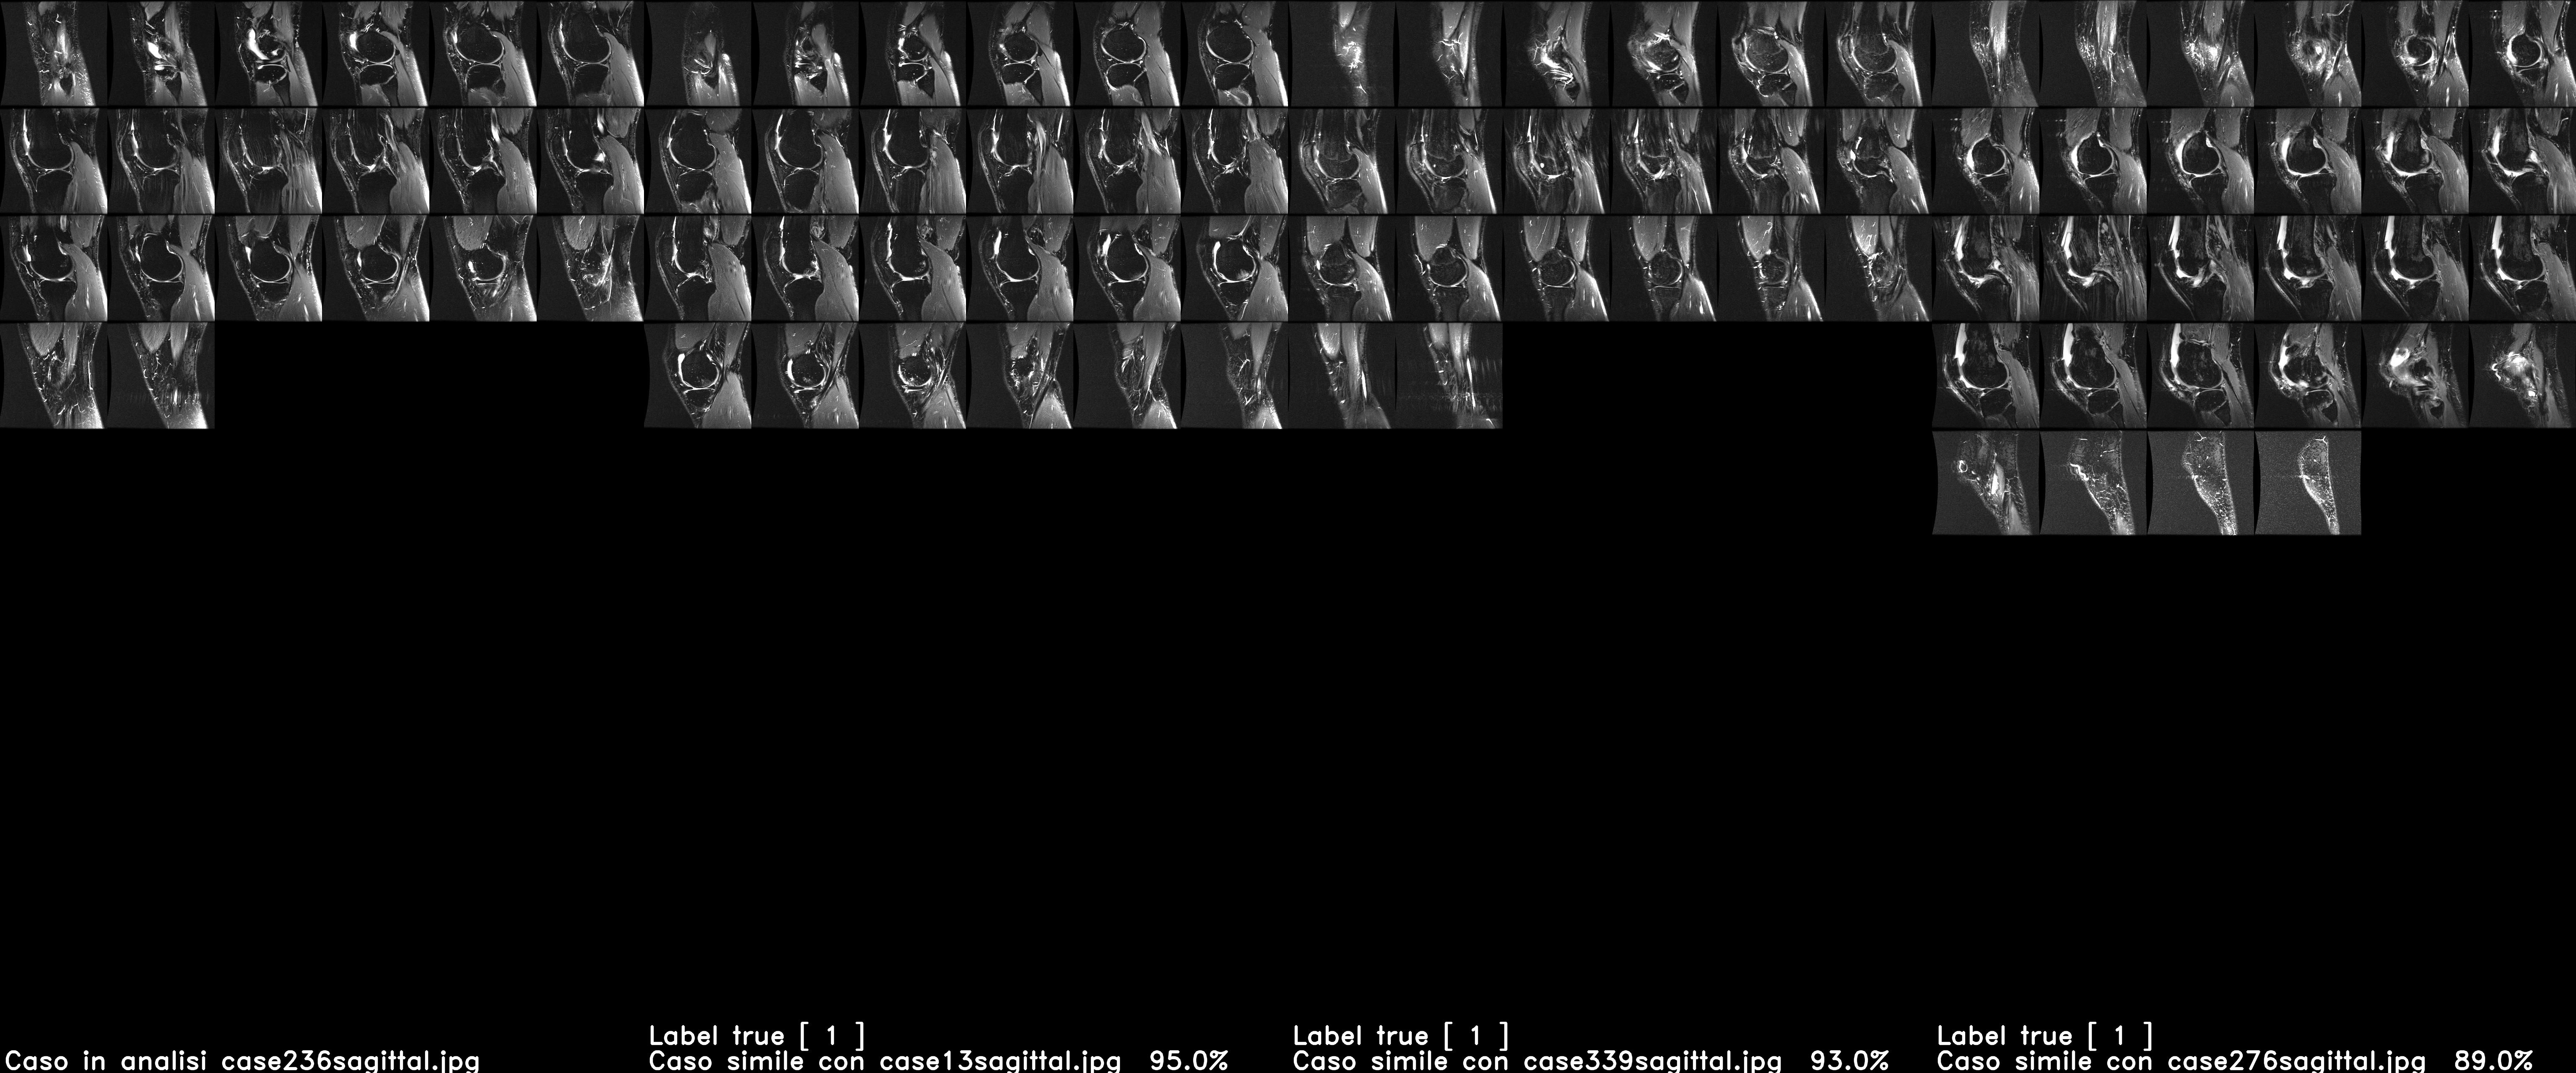 Caso in analisi case236sagittal.jpg
Label true [ 1 ]
Caso simile con case13sagittal.jpg 95.0%
Label true [ 1 ]
Caso simile con case339sagittal.jpg 93.0%
Label true [ 1 ]
Caso simile con case276sagittal.jpg 89.0%